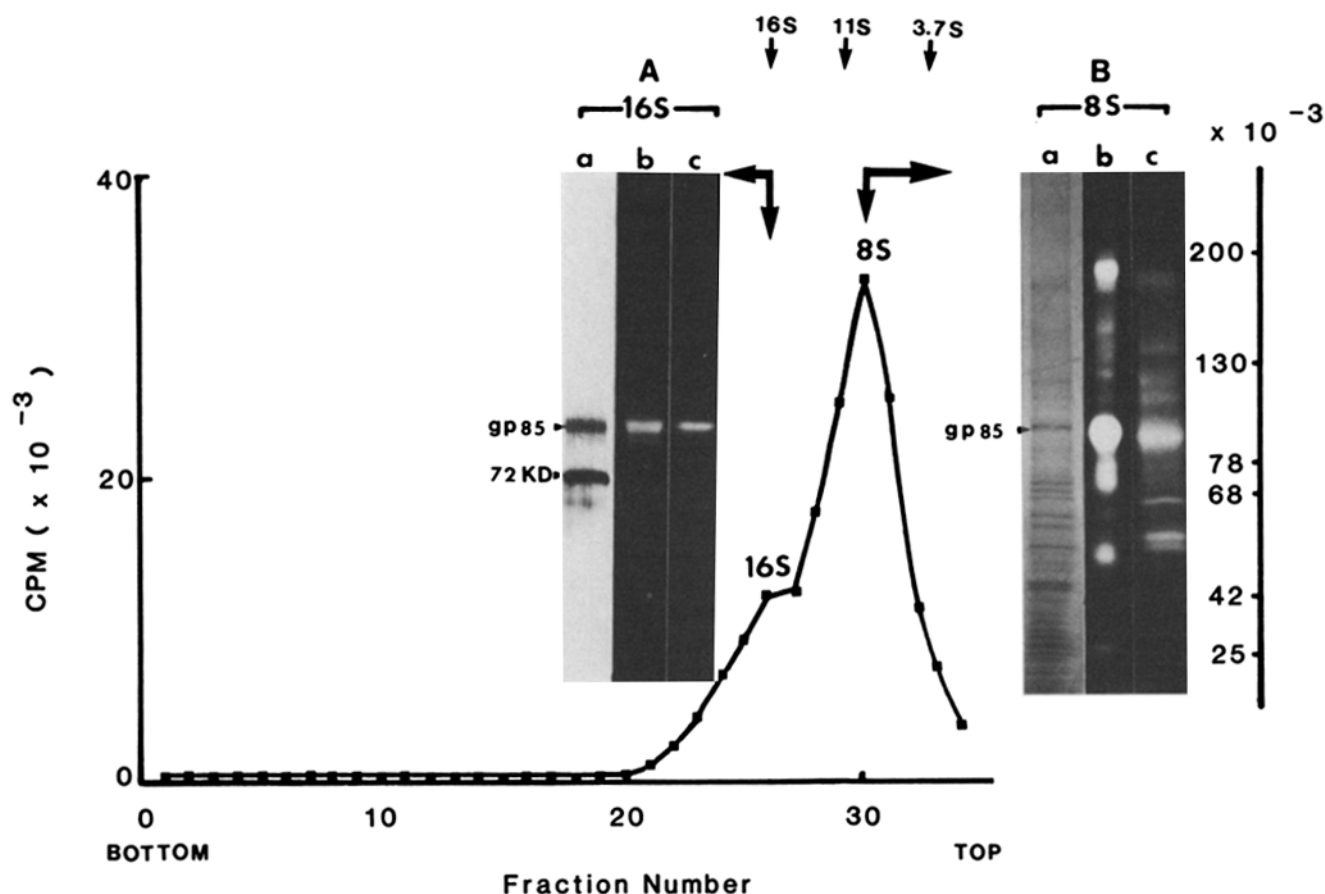 16S 11S 3.7S
A B
16S 8S
x 10 -3
a b c a b c
40
200
8S
130
gp85 gp85
78
72KD
68
20
CPM ( x 10 -3 )
16S
42
25
0
0 10 20 30
BOTTOM TOP
Fraction Number